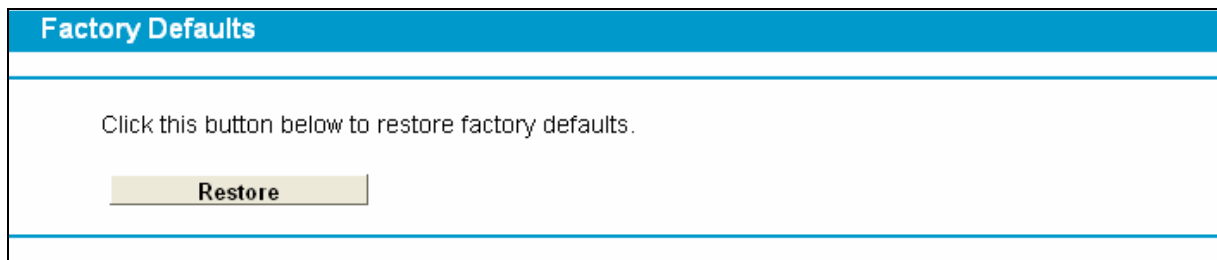 Factory Defaults
Click this button below to restore factory defaults.
Restore